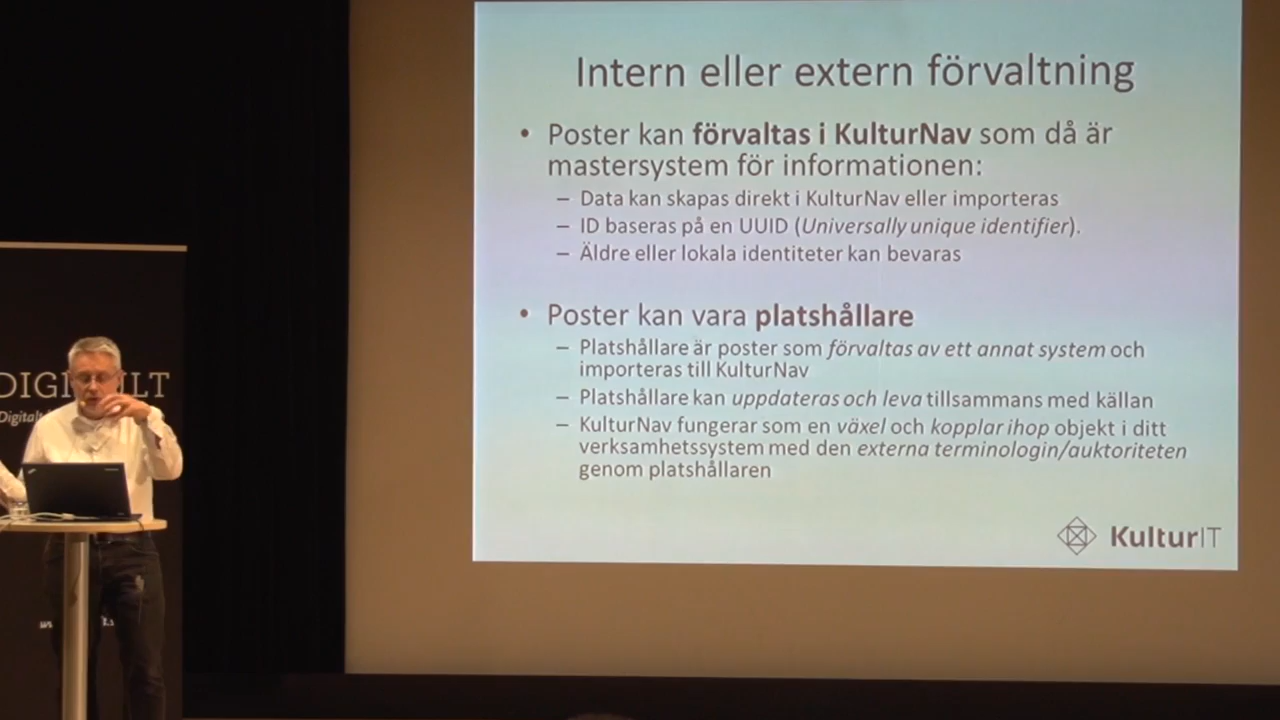 Intern eller extern förvaltning
• Poster kan förvaltas i KulturNav som då är
mastersystem för informationen:
– Data kan skapas direkt i KulturNav eller importeras
– ID baseras på en UUID (Universally unique identifier).
– Äldre eller lokala identiteter kan bevaras
• Poster kan vara platshållare
– Platshållare är poster som förvaltas av ett annat system och
importeras till KulturNav
– Platshållare kan uppdateras och leva tillsammans med källan
– KulturNav fungerar som en växel och kopplar ihop objekt i ditt
verksamhetssystem med den externa terminologin/auktoriteten
genom platshållaren
KulturIT